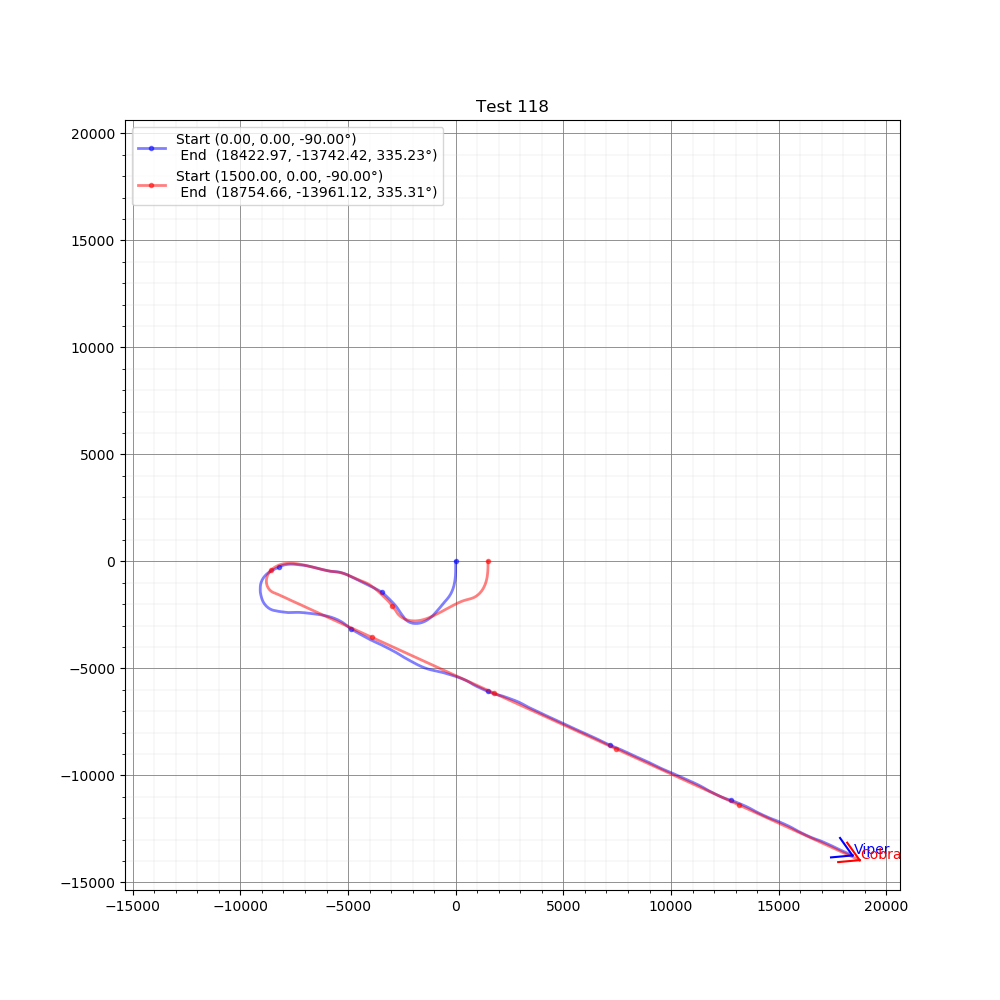 Test 118
Start (0.00, 0.00, -90.00°)
End (18422.97, -13742.42, 335.23°)
Start (1500.00, 0.00, -90.00°)
End (18754.66, -13961.12, 335.31°)
20000
15000
10000
5000
0
−5000
−10000
−15000
Viper
Cobra
−15000 −10000 −5000 0 5000 10000 15000 20000